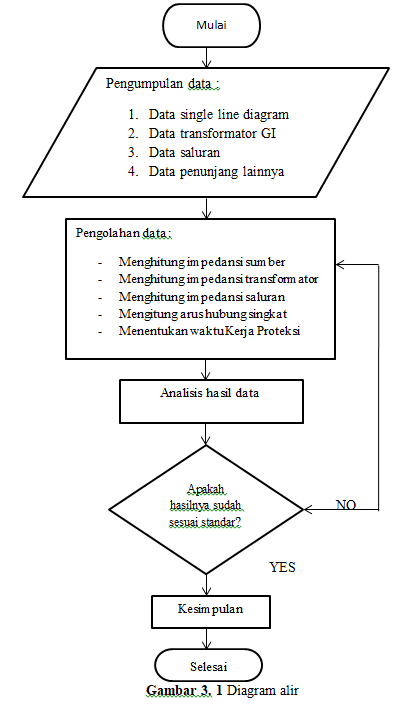 Mulai
Pengumpulan data :
1. Data single line diagram
2. Data transformator GI
3. Data saluran
4. Data penunjang lainnya
Pengolahan data:
- Menghitung impedansi sumber
- Menghitung impedansi transformator
- Menghitung impedansi saluran
- Mengitung arus hubung singkat
- Menentukan waktu Kerja Proteksi
Analisis hasil data
Apakah
hasilnya sudah
sesuai standar?
NO
YES
Kesimpulan
Selesai
Gambar 3. 1 Diagram alir